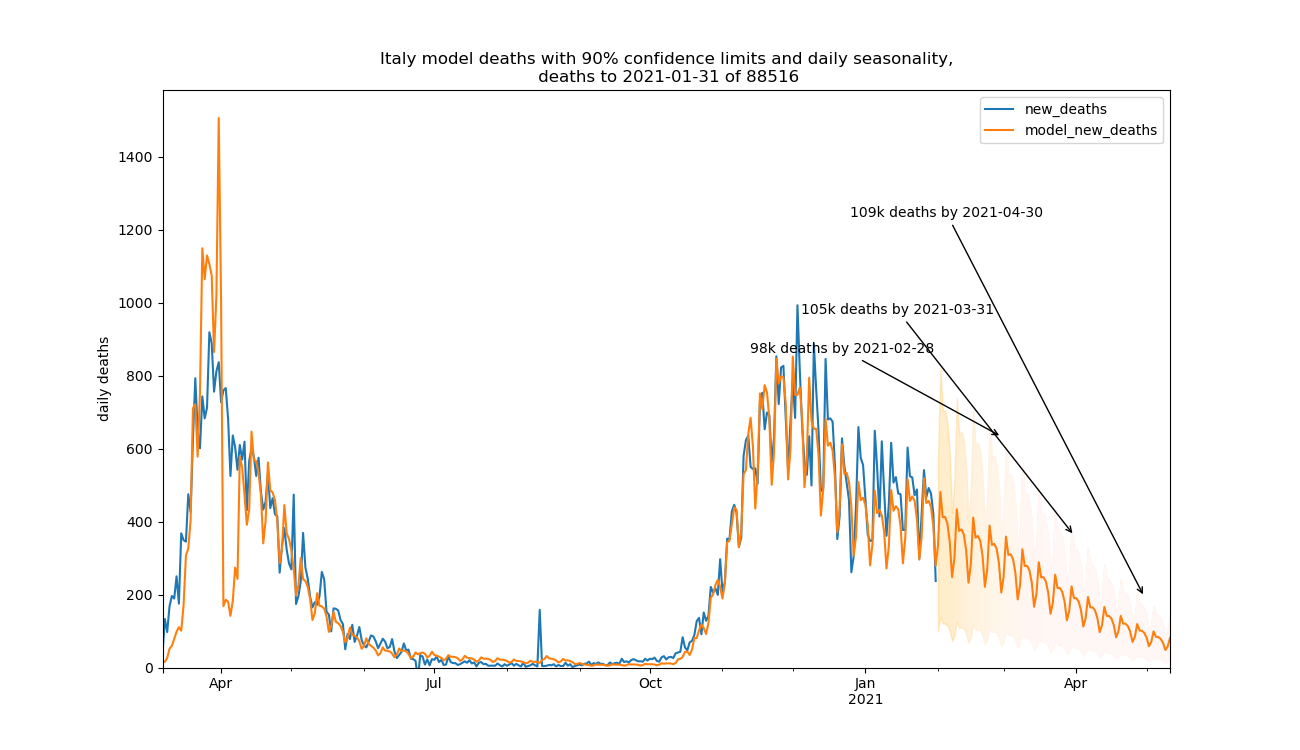 Italy model deaths with 90% confidence limits and daily seasonality,
deaths to 2021-01-31 of 88516
new_deaths
model_new_deaths
1400
1200
1000
800
600
400
200
0
daily deaths
109k deaths by 2021-04-30
105k deaths by 2021-03-31
98k deaths by 2021-02-28
Apr
Jul
Oct
Jan
2021
Apr